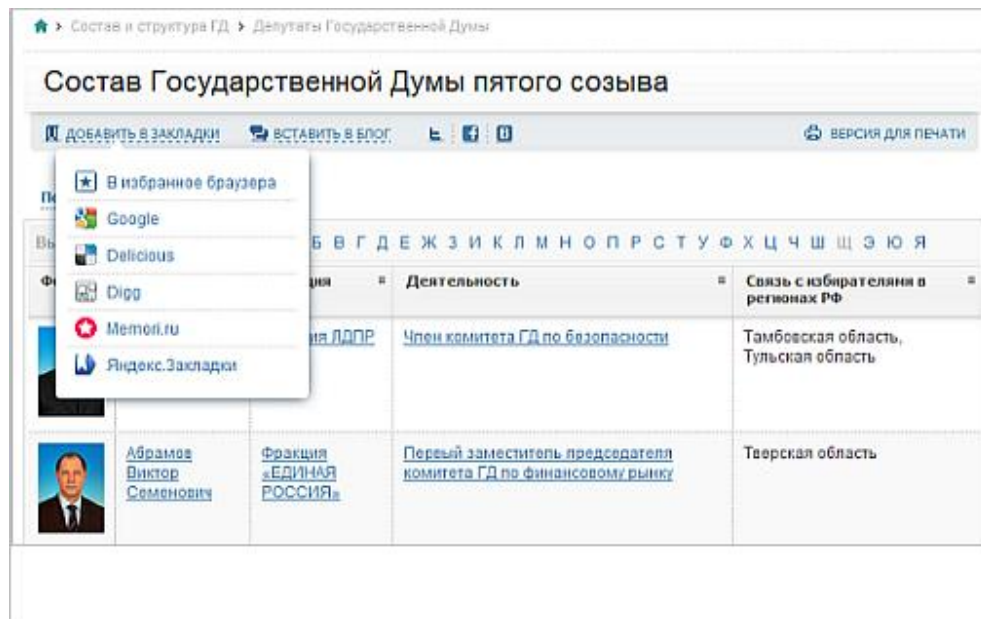 Состав и структура ГД > Депутаты Государственной Думы
Состав Государственной Думы пятого созыва
ДОБАВИТЬ В ЗАКЛАДКИ ВСТАВИТЬ В БЛОГ ВЕРСИЯ ДЛЯ ПЕЧАТИ
В избранное браузера
Google
Delicious
Digg
Memori.ru
Яндекс.Закладки
Б В Г Д Е Ж З И К Л М Н О П Р С Т У Ф Х Ц Ч Ш Щ Э Ю Я
Деятельность
Связь с избирателями в
регионах РФ
ЛДПР
Член комитета ГД по безопасности
Тамбовская область,
Тульская область
Абрамов
Виктор
Семенович
Фракция
«ЕДИНАЯ
РОССИЯ»
Первый заместитель председателя
комитета ГД по финансовому рынку
Тверская область